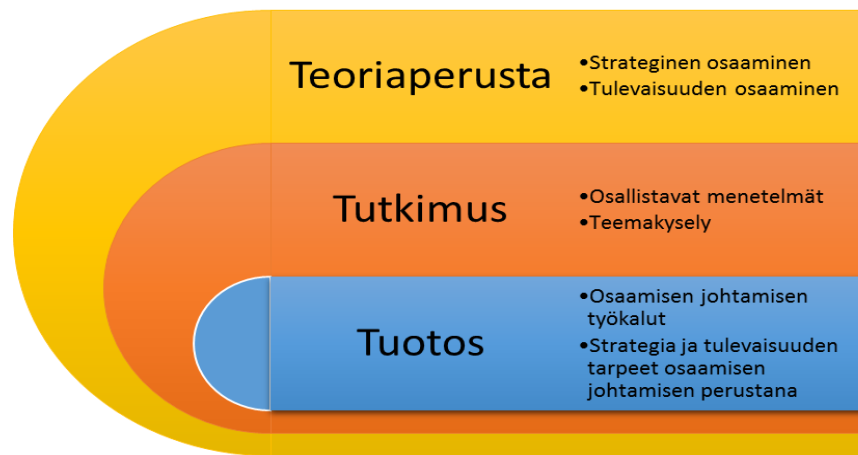 Teoriaperusta
•Strateginen osaaminen
•Tulevaisuuden osaaminen
Tutkimus
•Osallistavat menetelmät
•Teemakysely
Tuotos
•Osaamisen johtamisen
työkalut
•Strategia ja tulevaisuuden
tarpeet osaamisen
johtamisen perustana